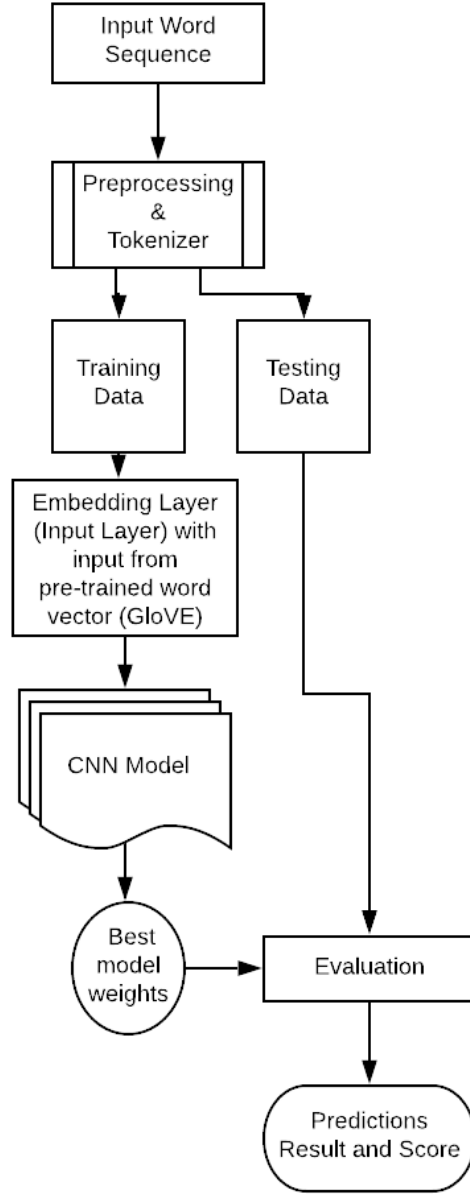 Input Word
Sequence
Preprocessing
&
Tokenizer
Training
Data
Testing
Data
Embedding Layer
(Input Layer) with
input from
pre-trained word
vector (GloVE)
CNN Model
Best
model
weights
Evaluation
Predictions
Result and Score